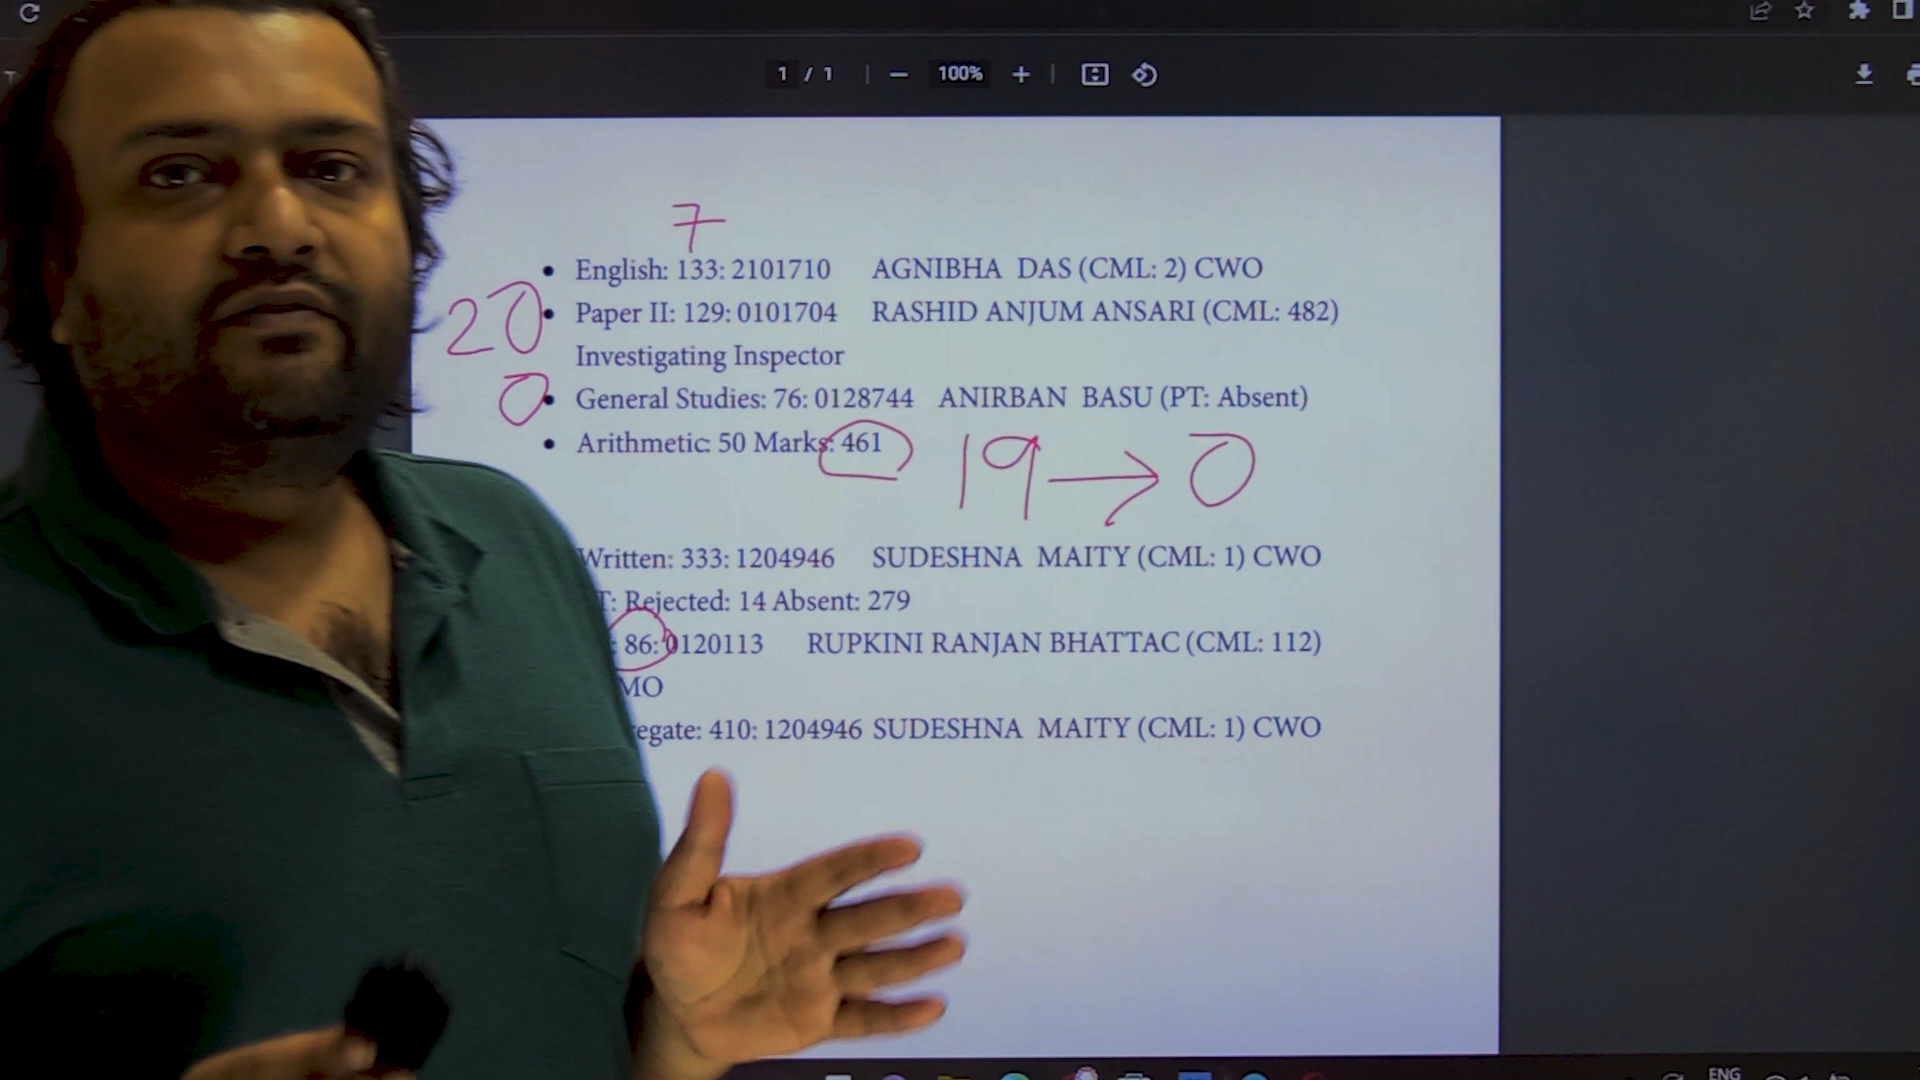 1 / 1 100%
7
English: 133: 2101710 AGNIBHA DAS (CML: 2) CWO
20
Paper II: 129: 0101704 RASHID ANJUM ANSARI (CML: 482)
Investigating Inspector
0
General Studies: 76: 0128744 ANIRBAN BASU (PT: Absent)
Arithmetic: 50 Marks: 461
19 → 0
Written: 333: 1204946 SUDESHNA MAITY (CML: 1) CWO
T: Rejected: 14 Absent: 279
: 86: 0120113 RUPKINI RANJAN BHATTAC (CML: 112)
MO
egate: 410: 1204946 SUDESHNA MAITY (CML: 1) CWO
ENG